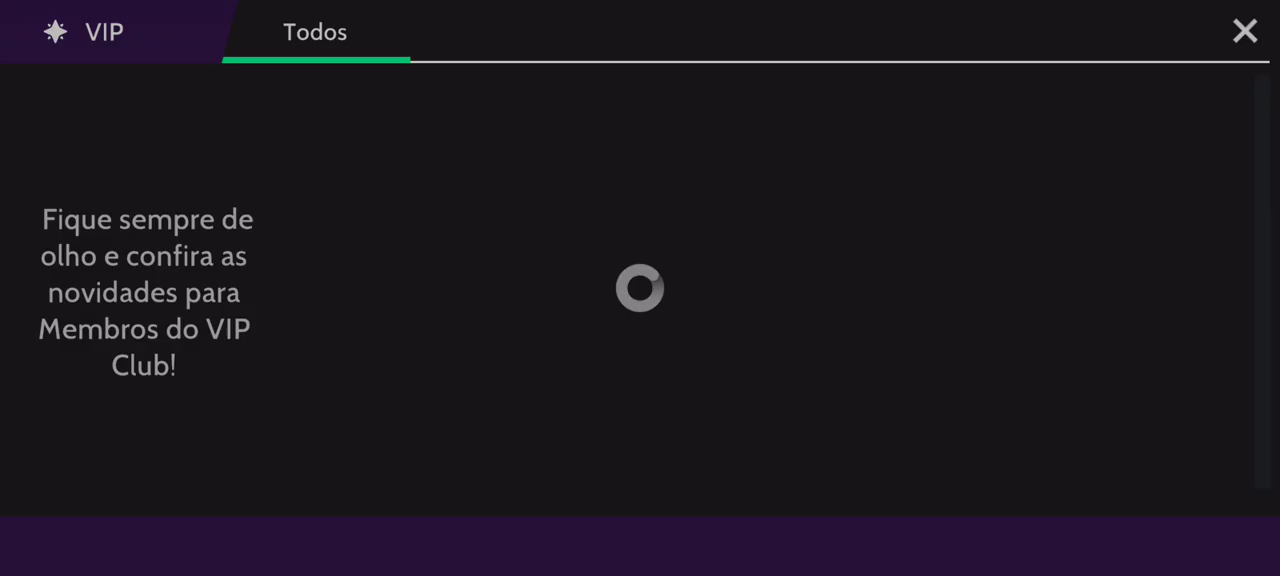 VIP
Todos
Fique sempre de
olho e confira as
novidades para
Membros do VIP
Club!